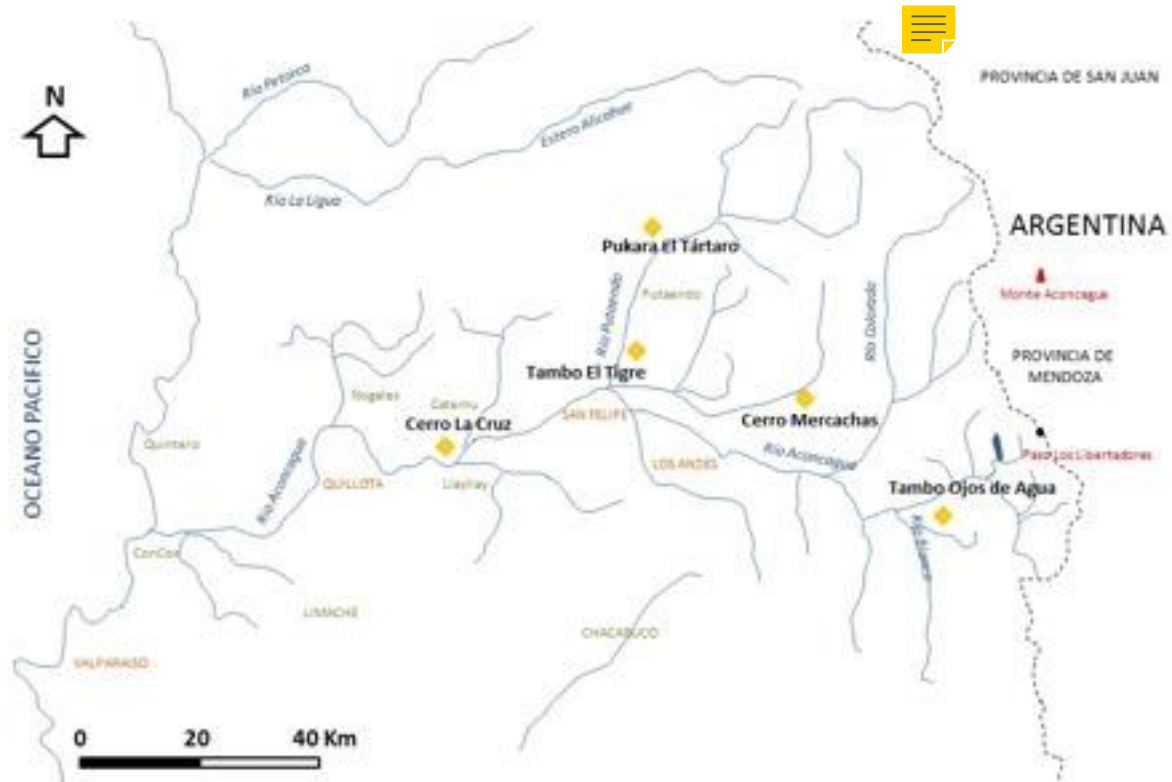 PROVINCIA DE SAN JUAN
N
Río Petorca
Estero Alicahue
Río La Ligua
ARGENTINA
Pukara El Tártaro
Putaendo
Río Putaendo
Río Colorado
Monte Aconcagua
OCEANO PACIFICO
PROVINCIA DE
MENDOZA
Tambo El Tigre
Nogales
Catemu
SAN FELIPE
Cerro La Cruz
Cerro Mercachas
Quintero
Río Aconcagua
Paso Los Libertadores
LOS ANDES
QUILLOTA
Llayllay
Río Aconcagua
Tambo Ojos de Agua
Río Blanco
ConCon
LIMACHE
CHACABUCO
VALPARAISO
0 20 40 Km